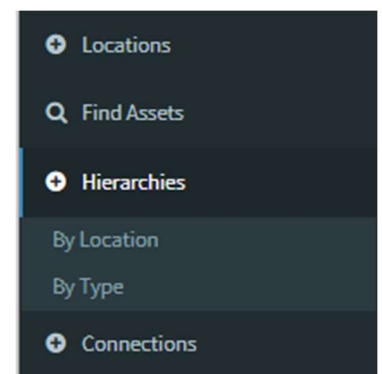 Locations
Find Assets
Hierarchies
By Location
By Type
Connections